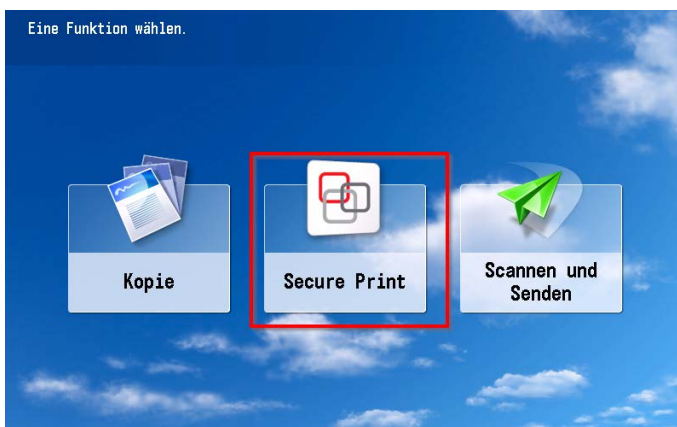 Eine Funktion wählen.
Kopie
Secure Print
Scannen und
Senden